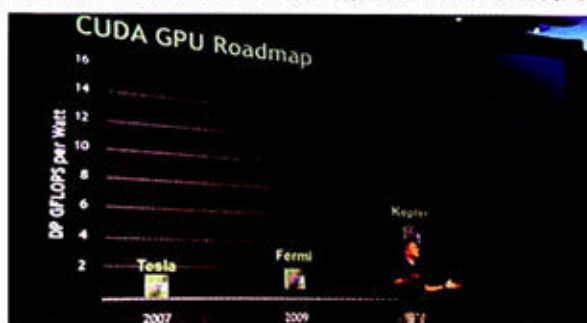 CUDA GPU Roadmap
16
14
12
10
8
6
4
2
DP GFLOPS per Watt
Kepler
Fermi
Tesla
2007
2009